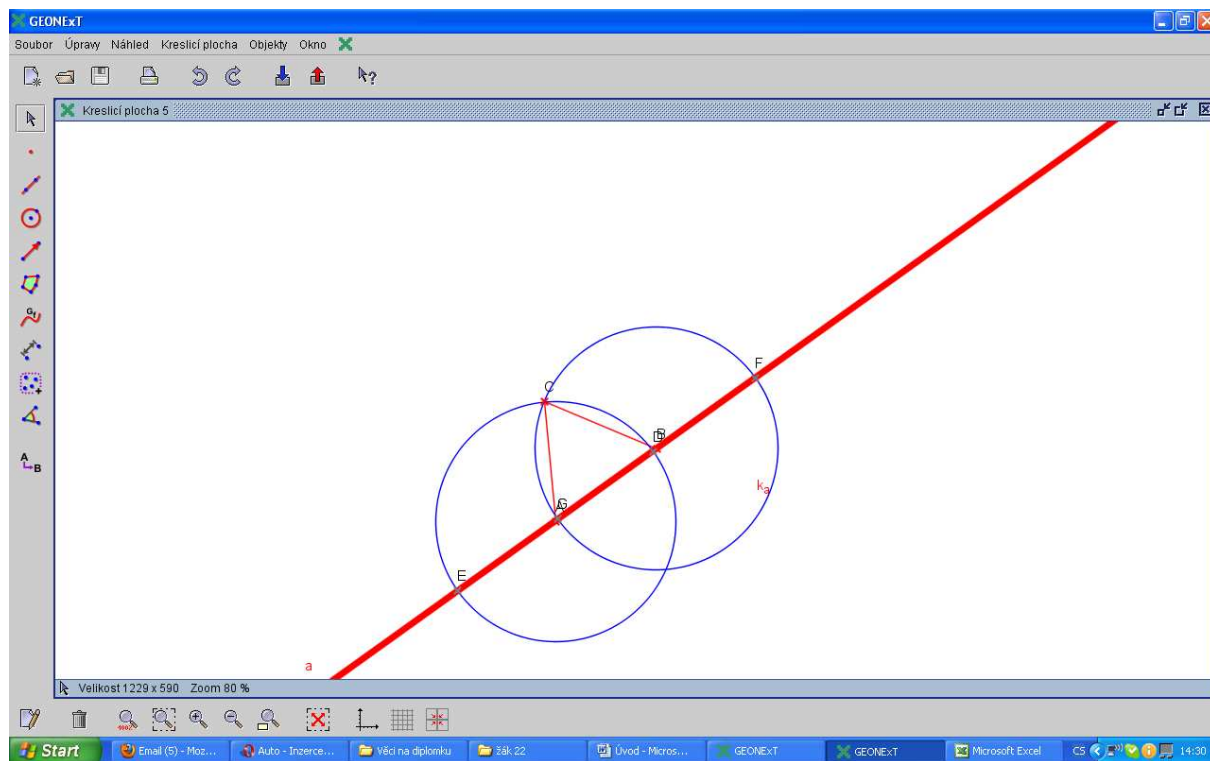 GEONExT
Soubor Úpravy Náhled Kreslicí plocha Objekty Okno
Kreslicí plocha 5
C
F
B
k a
G
E
a
A B
Velikost 1229 x 590 Zoom 80 %
100%
Start Email (5) - Moz... Auto - Inzerce... Věci na diplomku žák 22 Úvod - Micros... GEONExT GEONExT Microsoft Excel CS 14:30